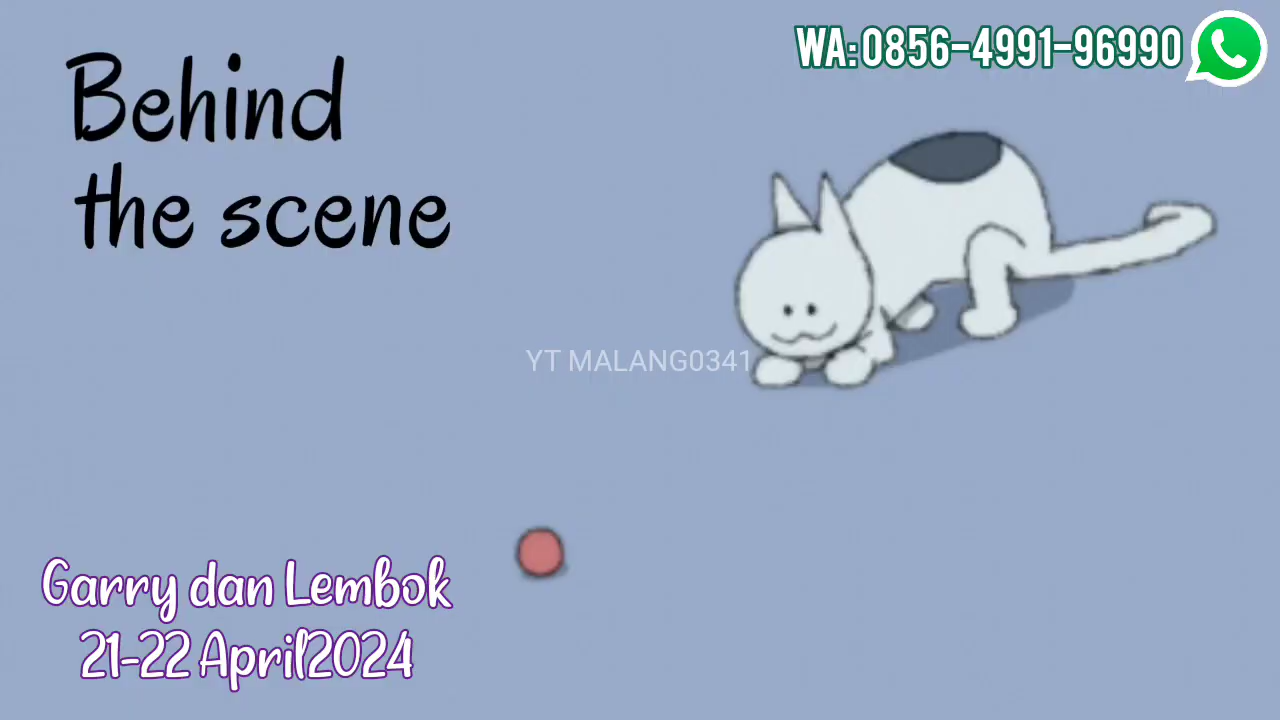 Behind
the scene
WA:0856-4991-96990
YT MALANG0341
Garry dan Lembok
21-22 April2024